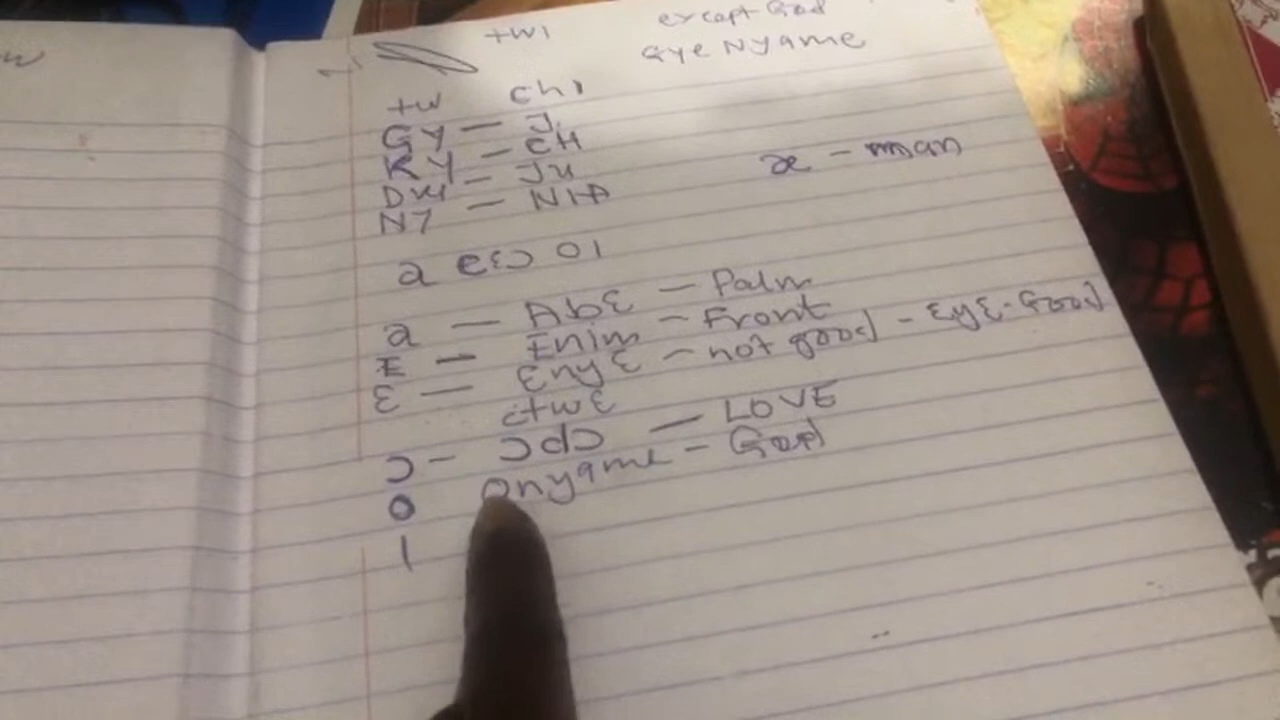 twi
except God
Gye Nyame
tw chi
GY — J
KY — CH
DW — JU
NY — NIA
æ — man
a e ɛ ɔ o i
a — Abɛ — Palm
E — Enim — Front
ɛ — ɛnyɛ — not good - ɛyɛ - Good
ɔtwɛ
ɔ - ɔdɔ — LOVE
o onyame - God
i